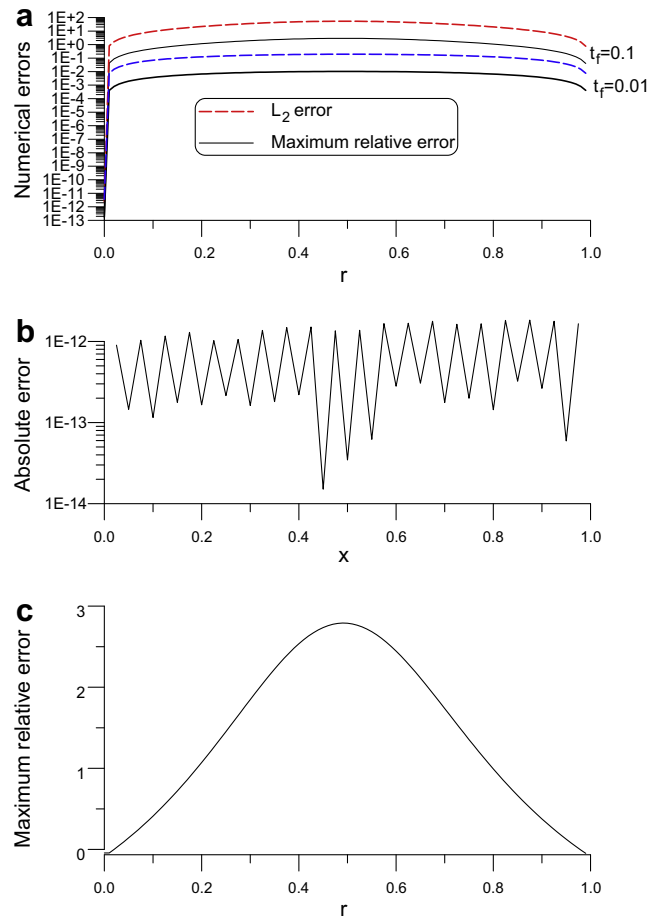 a
Numerical errors
1E+2
1E+1
1E+0
1E-1
1E-2
1E-3
1E-4
1E-5
1E-6
1E-7
1E-8
1E-9
1E-10
1E-11
1E-12
1E-13
t_f=0.1
t_f=0.01
L_2 error
Maximum relative error
0.0 0.2 0.4 0.6 0.8 1.0
r
b
Absolute error
1E-12
1E-13
1E-14
0.0 0.2 0.4 0.6 0.8 1.0
x
c
Maximum relative error
3
2
1
0
0.0 0.2 0.4 0.6 0.8 1.0
r